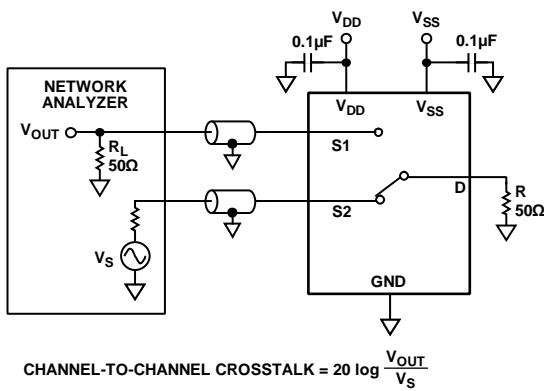 VDD
VSS
0.1µF
0.1µF
NETWORK
ANALYZER
VDD
VSS
VOUT
RL
50Ω
S1
S2
D
R
50Ω
VS
GND
CHANNEL-TO-CHANNEL CROSSTALK = 20 log VOUT/VS